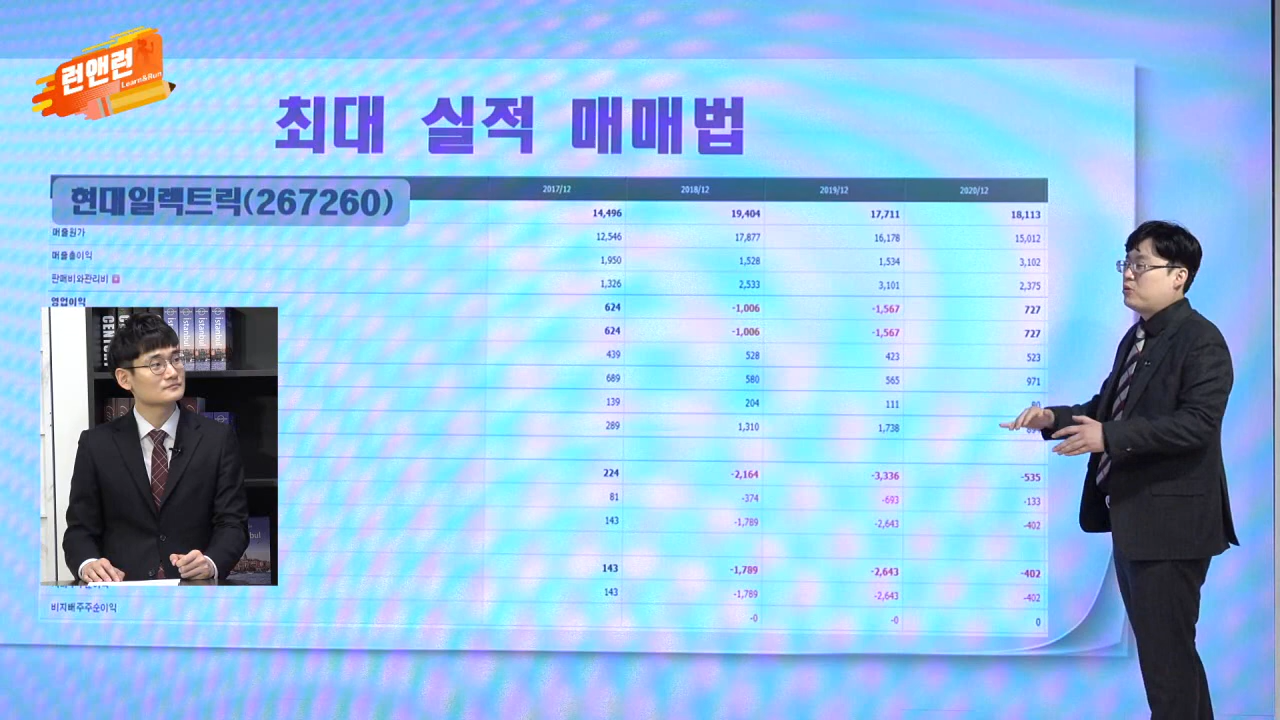 런앤런
Learn&Run
최대 실적 매매법
현대일렉트릭(267260)
2017/12 2018/12 2019/12 2020/12
14,496 19,404 17,711 18,113
매출원가 12,546 17,877 16,178 15,012
매출총이익 1,950 1,528 1,534 3,102
판매비와관리비 + 1,326 2,533 3,101 2,375
영업이익 624 -1,006 -1,567 727
624 -1,006 -1,567 727
439 528 423 523
689 580 565 971
139 204 111 80
289 1,310 1,738
224 -2,164 -3,336 -535
81 -374 -693 -133
143 -1,789 -2,643 -402
143 -1,789 -2,643 -402
143 -1,789 -2,643 -402
비지배주주순이익 -0 -0 0
istanbul istanbul istanbul istanbul